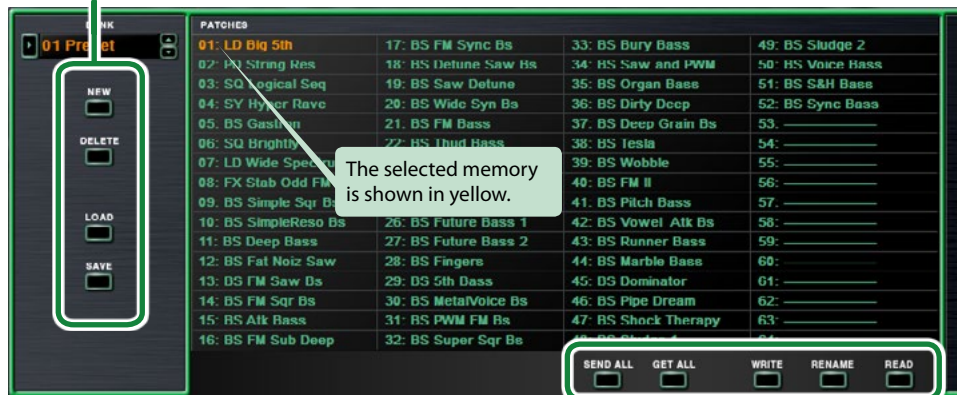 PATCHES
01 Preset
NEW
DELETE
LOAD
SAVE
01: LD Big 5th
02: PD String Res
03: SQ Logical Seq
04: SY Hyper Rave
05: BS Gastron
06: SQ Brightly
07: LD Wide
08: FX Stab Odd FM
09: BS Simple Sqr Bs
10: BS SimpleReso Bs
11: BS Deep Bass
12: BS Fat Noiz Saw
13: BS FM Saw Bs
14: BS FM Sqr Bs
15: BS Atk Bass
16: BS FM Sub Deep
17: BS FM Sync Bs
18: BS Detune Saw Bs
19: BS Saw Detune
20: BS Wide Syn Bs
21: BS FM Bass
22: BS Thud Bass
The selected memory
is shown in yellow.
26: BS Future Bass 1
27: BS Future Bass 2
28: BS Fingers
29: BS 5th Bass
30: BS MetalVoice Bs
31: BS PWM FM Bs
32: BS Super Sqr Bs
33: BS Bury Bass
34: BS Saw and PWM
35: BS Organ Bass
36: BS Dirty Deep
37: BS Deep Grain Bs
38: BS Tesla
39: BS Wobble
40: BS FM II
41: BS Pitch Bass
42: BS Vowel Atk Bs
43: BS Runner Bass
44: BS Marble Bass
45: BS Dominator
46: BS Pipe Dream
47: BS Shock Therapy
49: BS Sludge 2
50: BS Voice Bass
51: BS S&H Bass
52: BS Sync Bass
53:
54:
55:
56:
57:
58:
59:
60:
61:
62:
63:
SEND ALL GET ALL WRITE RENAME READ